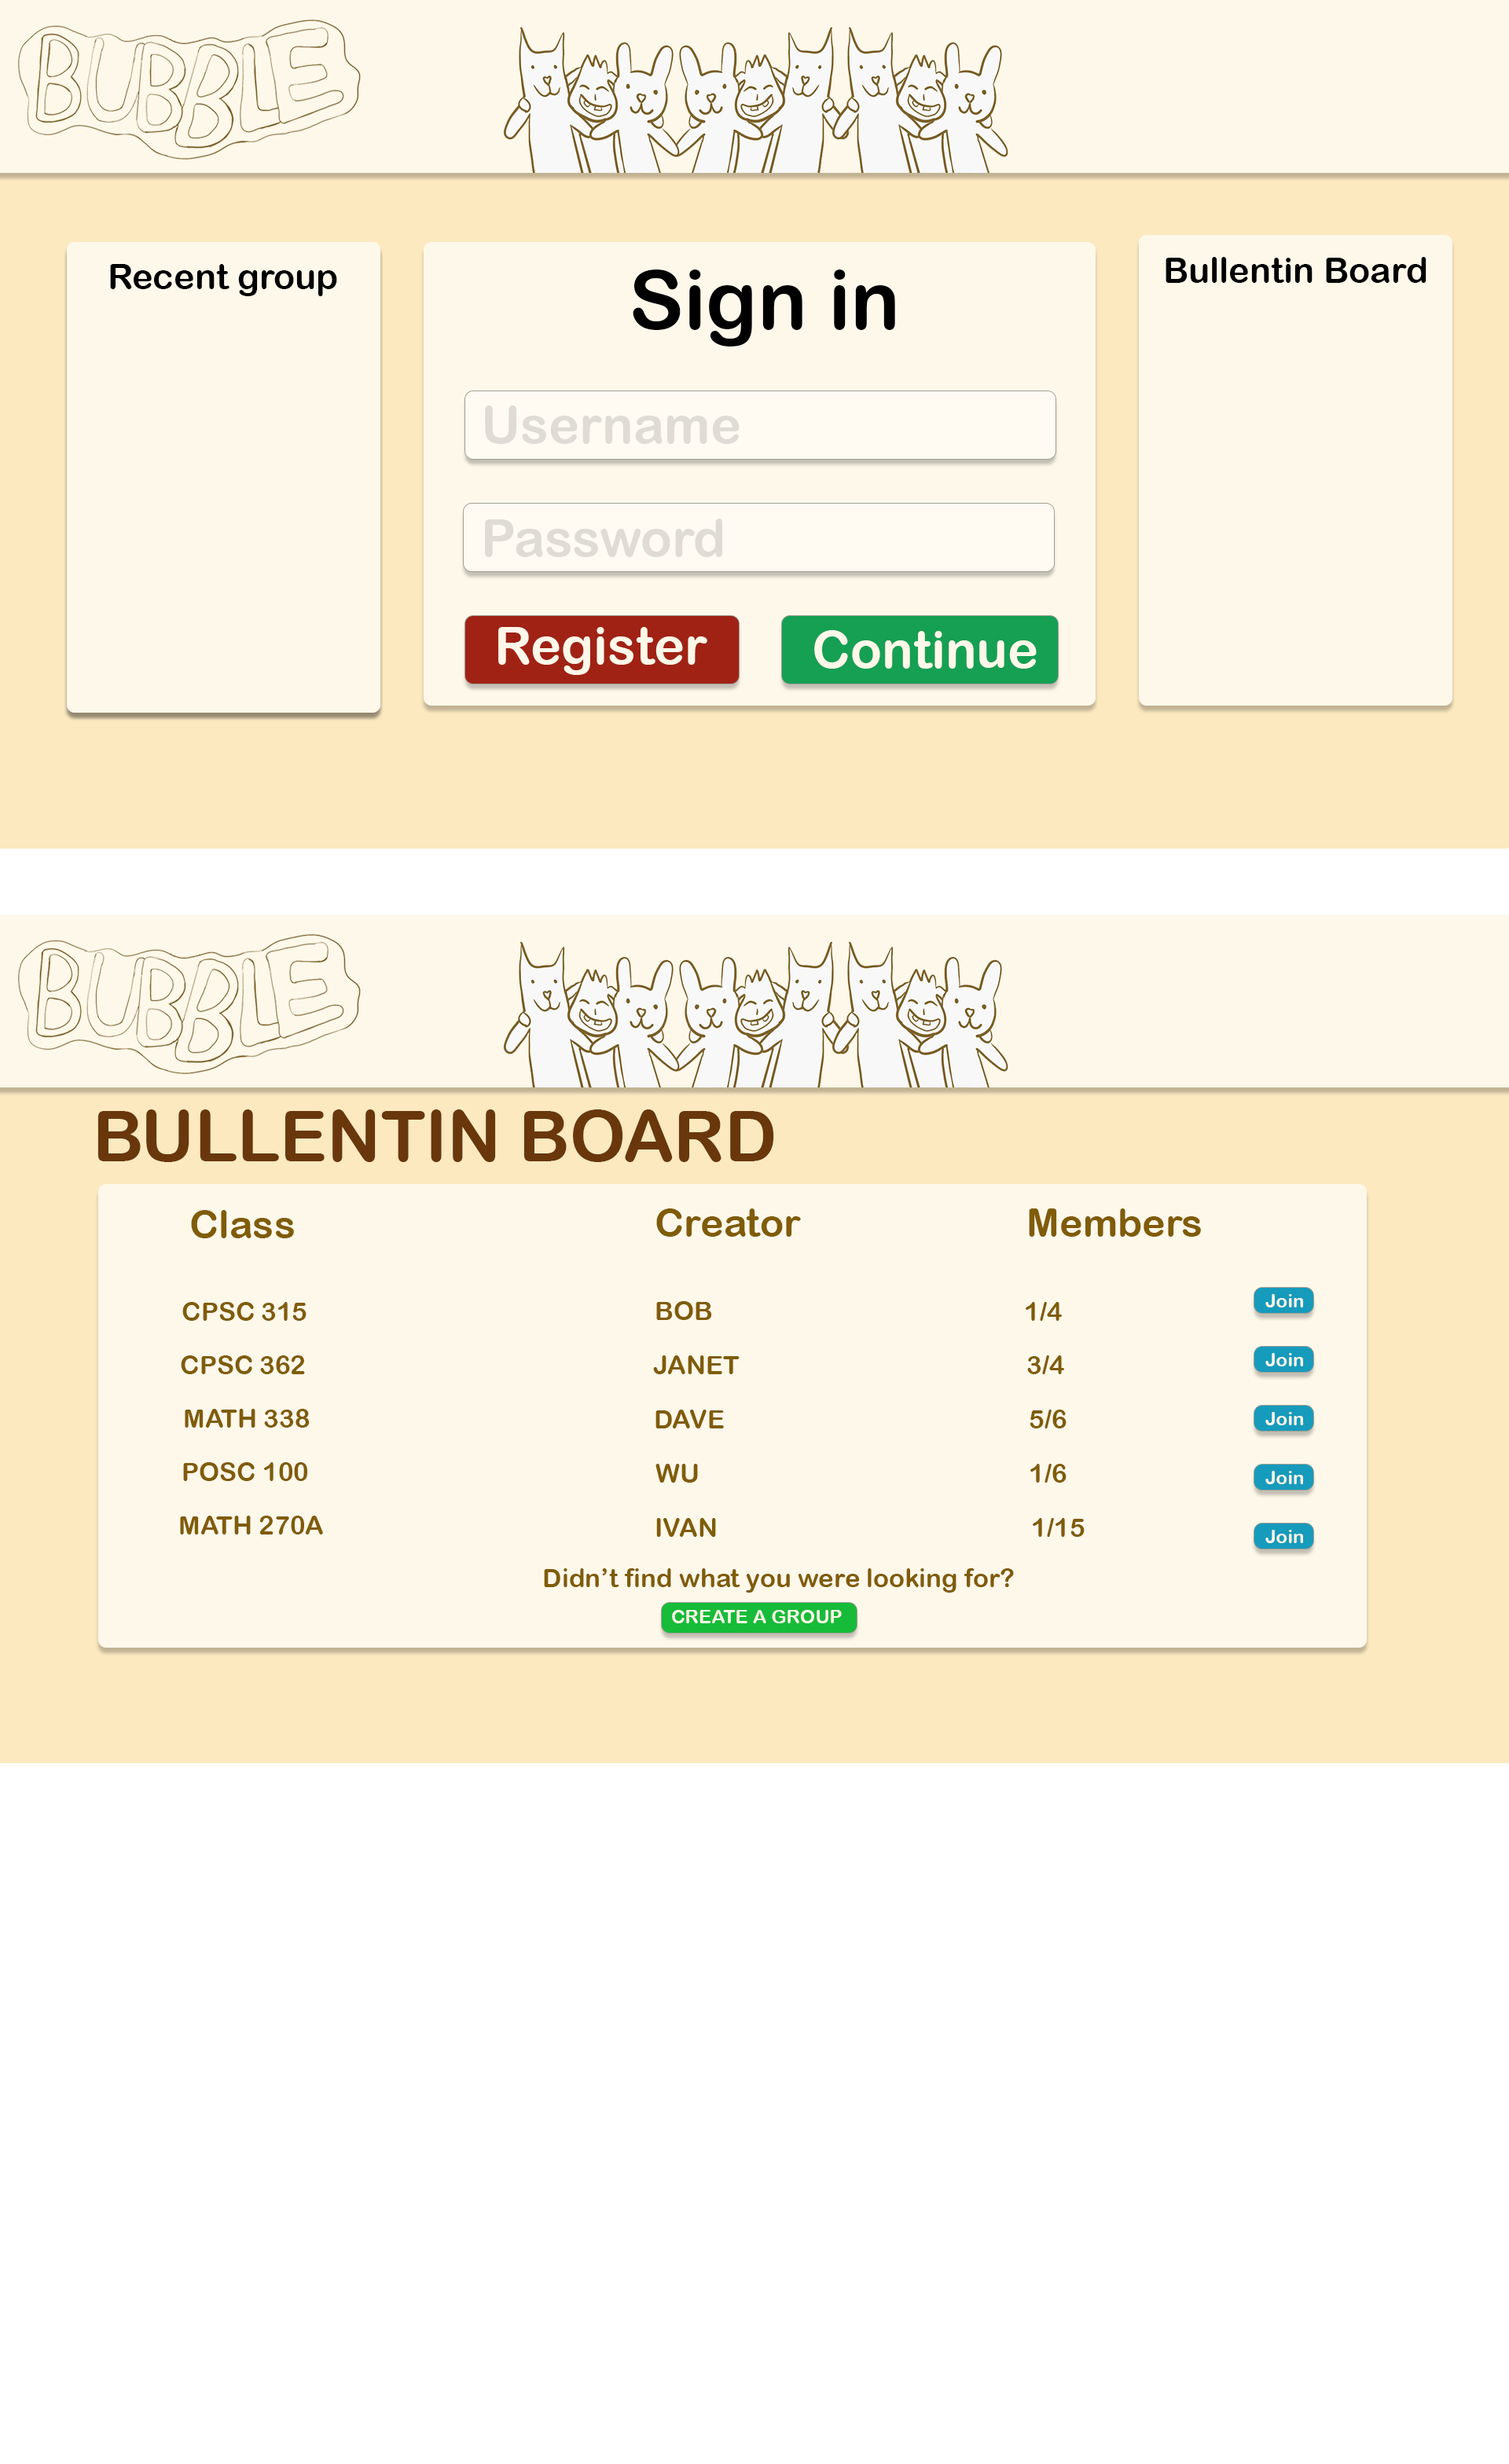 BUBBLE
Recent group
Sign in
Bullentin Board
Username
Password
Register
Continue
BUBBLE
BULLENTIN BOARD
Class Creator Members
CPSC 315 BOB 1/4 Join
CPSC 362 JANET 3/4 Join
MATH 338 DAVE 5/6 Join
POSC 100 WU 1/6 Join
MATH 270A IVAN 1/15 Join
Didn’t find what you were looking for?
CREATE A GROUP